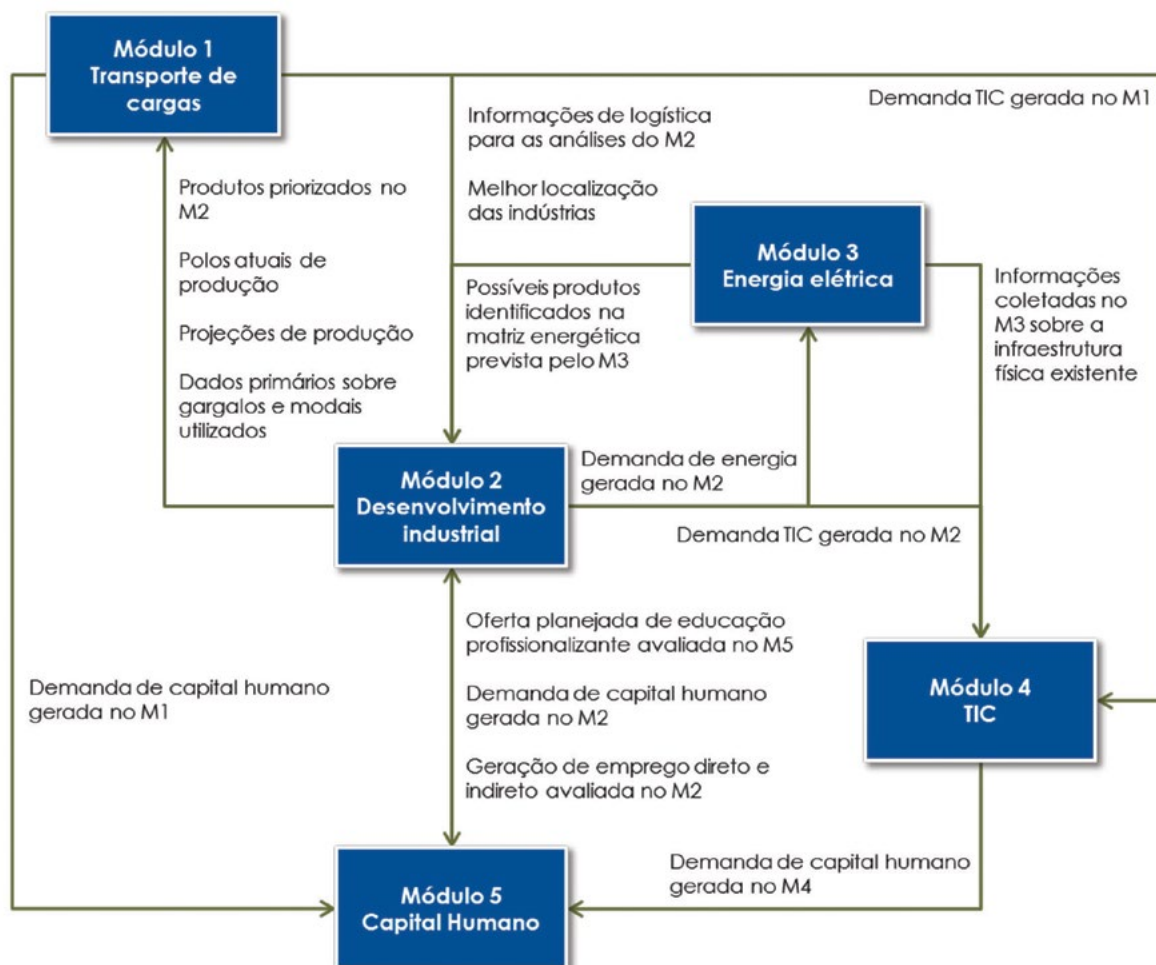 Módulo 1
Transporte de
cargas
Demanda TIC gerada no M1
Informações de logística
para as análises do M2
Melhor localização
das indústrias
Produtos priorizados no
M2
Polos atuais de
produção
Projeções de produção
Dados primários sobre
gargalos e modais
utilizados
Módulo 3
Energia elétrica
Possíveis produtos
identificados na
matriz energética
prevista pelo M3
Informações
coletadas no
M3 sobre a
infraestrutura
física existente
Módulo 2
Desenvolvimento
industrial
Demanda de energia
gerada no M2
Demanda TIC gerada no M2
Oferta planejada de educação
profissionalizante avaliada no M5
Demanda de capital humano
gerada no M2
Geração de emprego direto e
indireto avaliada no M2
Demanda de capital humano
gerada no M1
Módulo 4
TIC
Demanda de capital humano
gerada no M4
Módulo 5
Capital Humano